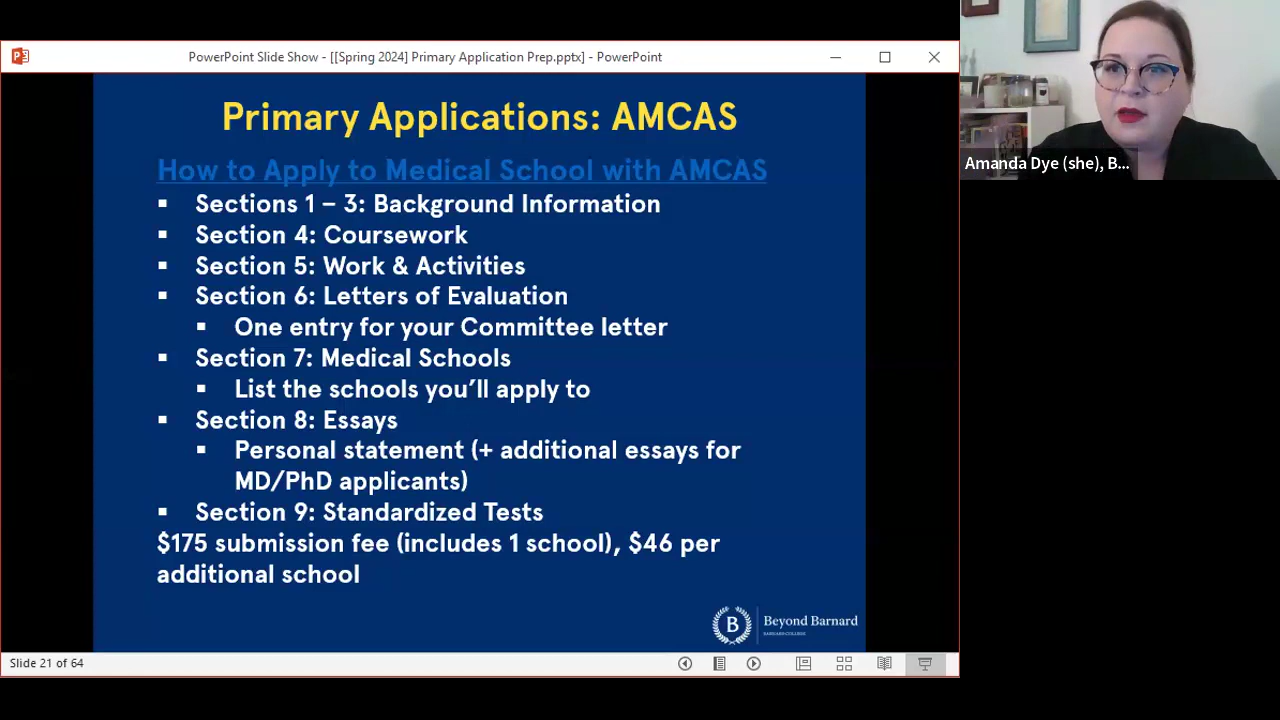 PowerPoint Slide Show - [[Spring 2024] Primary Application Prep.pptx] - PowerPoint
Primary Applications: AMCAS
How to Apply to Medical School with AMCAS
▪ Sections 1 – 3: Background Information
▪ Section 4: Coursework
▪ Section 5: Work & Activities
▪ Section 6: Letters of Evaluation
▪ One entry for your Committee letter
▪ Section 7: Medical Schools
▪ List the schools you’ll apply to
▪ Section 8: Essays
▪ Personal statement (+ additional essays for
MD/PhD applicants)
▪ Section 9: Standardized Tests
$175 submission fee (includes 1 school), $46 per
additional school
B
Beyond Barnard
BARNARD COLLEGE
Slide 21 of 64
Amanda Dye (she), B...